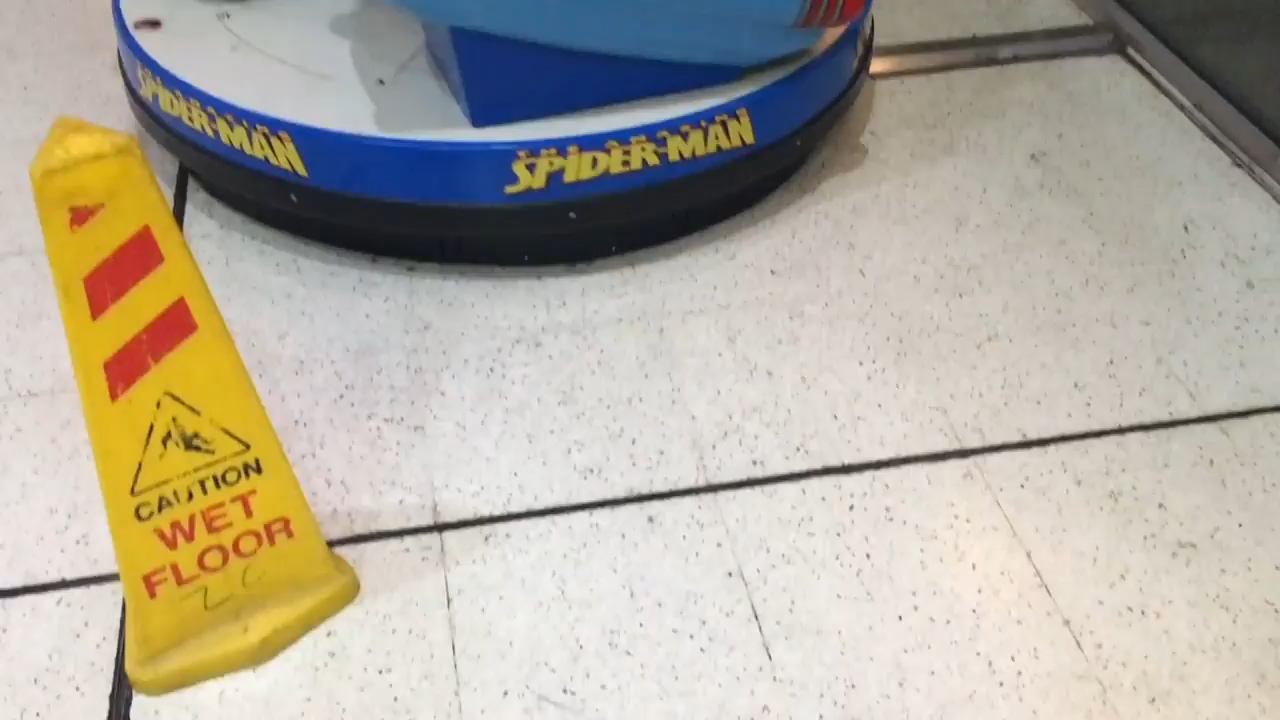 SPiDER-MAN
SPiDER-MAN
CAUTION
WET
FLOOR